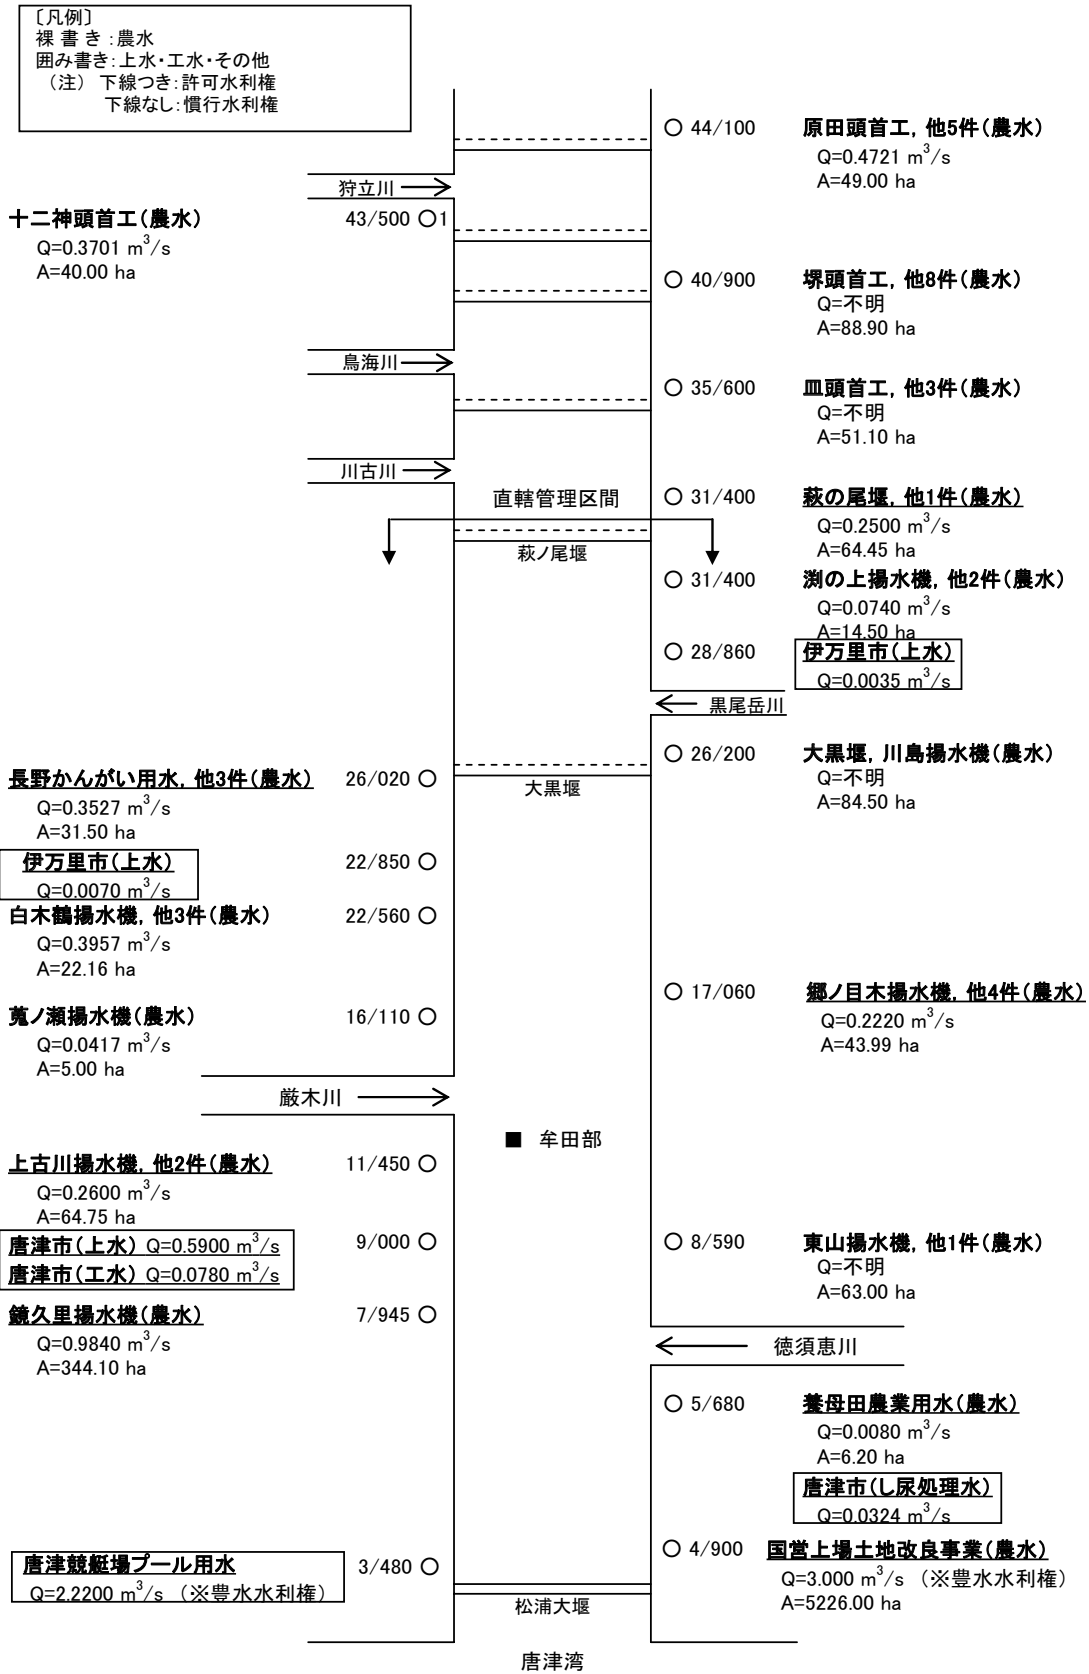 〔凡例〕
裸 書 き :農水
囲み書き:上水・工水・その他
（注） 下線つき:許可水利権
下線なし:慣行水利権
○ 44/100 原田頭首工, 他5件(農水)
Q=0.4721 m³/s
A=49.00 ha
狩立川
十二神頭首工(農水) 43/500 ○1
Q=0.3701 m³/s
A=40.00 ha
○ 40/900 堺頭首工, 他8件(農水)
Q=不明
A=88.90 ha
鳥海川
○ 35/600 皿頭首工, 他3件(農水)
Q=不明
A=51.10 ha
川古川
直轄管理区間
○ 31/400 萩の尾堰, 他1件(農水)
Q=0.2500 m³/s
A=64.45 ha
萩ノ尾堰
○ 31/400 渕の上揚水機, 他2件(農水)
Q=0.0740 m³/s
A=14.50 ha
○ 28/860 伊万里市(上水)
Q=0.0035 m³/s
黒尾岳川
○ 26/200 大黒堰, 川島揚水機(農水)
Q=不明
A=84.50 ha
大黒堰
長野かんがい用水, 他3件(農水) 26/020 ○
Q=0.3527 m³/s
A=31.50 ha
伊万里市(上水) 22/850 ○
Q=0.0070 m³/s
白木鶴揚水機, 他3件(農水) 22/560 ○
Q=0.3957 m³/s
A=22.16 ha
○ 17/060 郷ノ目木揚水機, 他4件(農水)
Q=0.2220 m³/s
A=43.99 ha
莵ノ瀬揚水機(農水) 16/110 ○
Q=0.0417 m³/s
A=5.00 ha
厳木川
■ 牟田部
上古川揚水機, 他2件(農水) 11/450 ○
Q=0.2600 m³/s
A=64.75 ha
唐津市(上水) Q=0.5900 m³/s 9/000 ○
唐津市(工水) Q=0.0780 m³/s
○ 8/590 東山揚水機, 他1件(農水)
Q=不明
A=63.00 ha
鏡久里揚水機(農水) 7/945 ○
Q=0.9840 m³/s
A=344.10 ha
徳須恵川
○ 5/680 養母田農業用水(農水)
Q=0.0080 m³/s
A=6.20 ha
唐津市(し尿処理水)
Q=0.0324 m³/s
○ 4/900 国営上場土地改良事業(農水)
Q=3.000 m³/s （※豊水水利権）
A=5226.00 ha
唐津競艇場プール用水 3/480 ○
Q=2.2200 m³/s （※豊水水利権）
松浦大堰
唐津湾